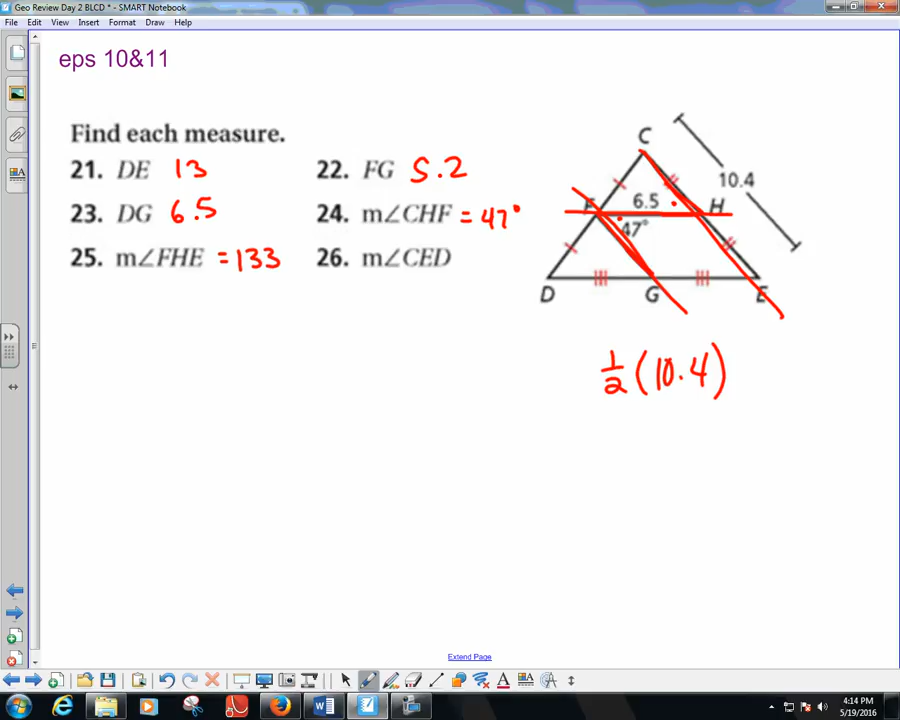 Geo Review Day 2 BLCD * - SMART Notebook
File Edit View Insert Format Draw Window Help
eps 10&11
Find each measure.
21. DE 13
22. FG 5.2
23. DG 6.5
24. m∠CHF = 47°
25. m∠FHE = 133
26. m∠CED
C
10.4
6.5
F
H
47°
D
G
E
1/2 (10.4)
Extend Page
4:14 PM
5/19/2016